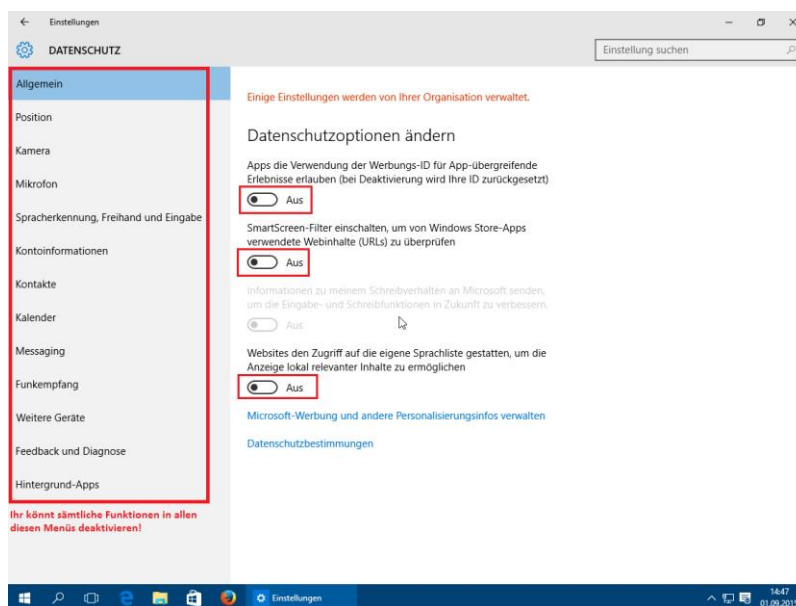 Einstellungen
DATENSCHUTZ
Einstellung suchen
Allgemein
Position
Kamera
Mikrofon
Spracherkennung, Freihand und Eingabe
Kontoinformationen
Kontakte
Kalender
Messaging
Funkempfang
Weitere Geräte
Feedback und Diagnose
Hintergrund-Apps
Ihr könnt sämtliche Funktionen in allen
diesen Menüs deaktivieren!
Einige Einstellungen werden von Ihrer Organisation verwaltet.
Datenschutzoptionen ändern
Apps die Verwendung der Werbungs-ID für App-übergreifende
Erlebnisse erlauben (bei Deaktivierung wird Ihre ID zurückgesetzt)
Aus
SmartScreen-Filter einschalten, um von Windows Store-Apps
verwendete Webinhalte (URLs) zu überprüfen
Aus
Informationen zu meinem Schreibverhalten an Microsoft senden,
um die Eingabe- und Schreibfunktionen in Zukunft zu verbessern.
Aus
Websites den Zugriff auf die eigene Sprachliste gestatten, um die
Anzeige lokal relevanter Inhalte zu ermöglichen
Aus
Microsoft-Werbung und andere Personalisierungsinfos verwalten
Datenschutzbestimmungen
Einstellungen
14:47
01.09.2015